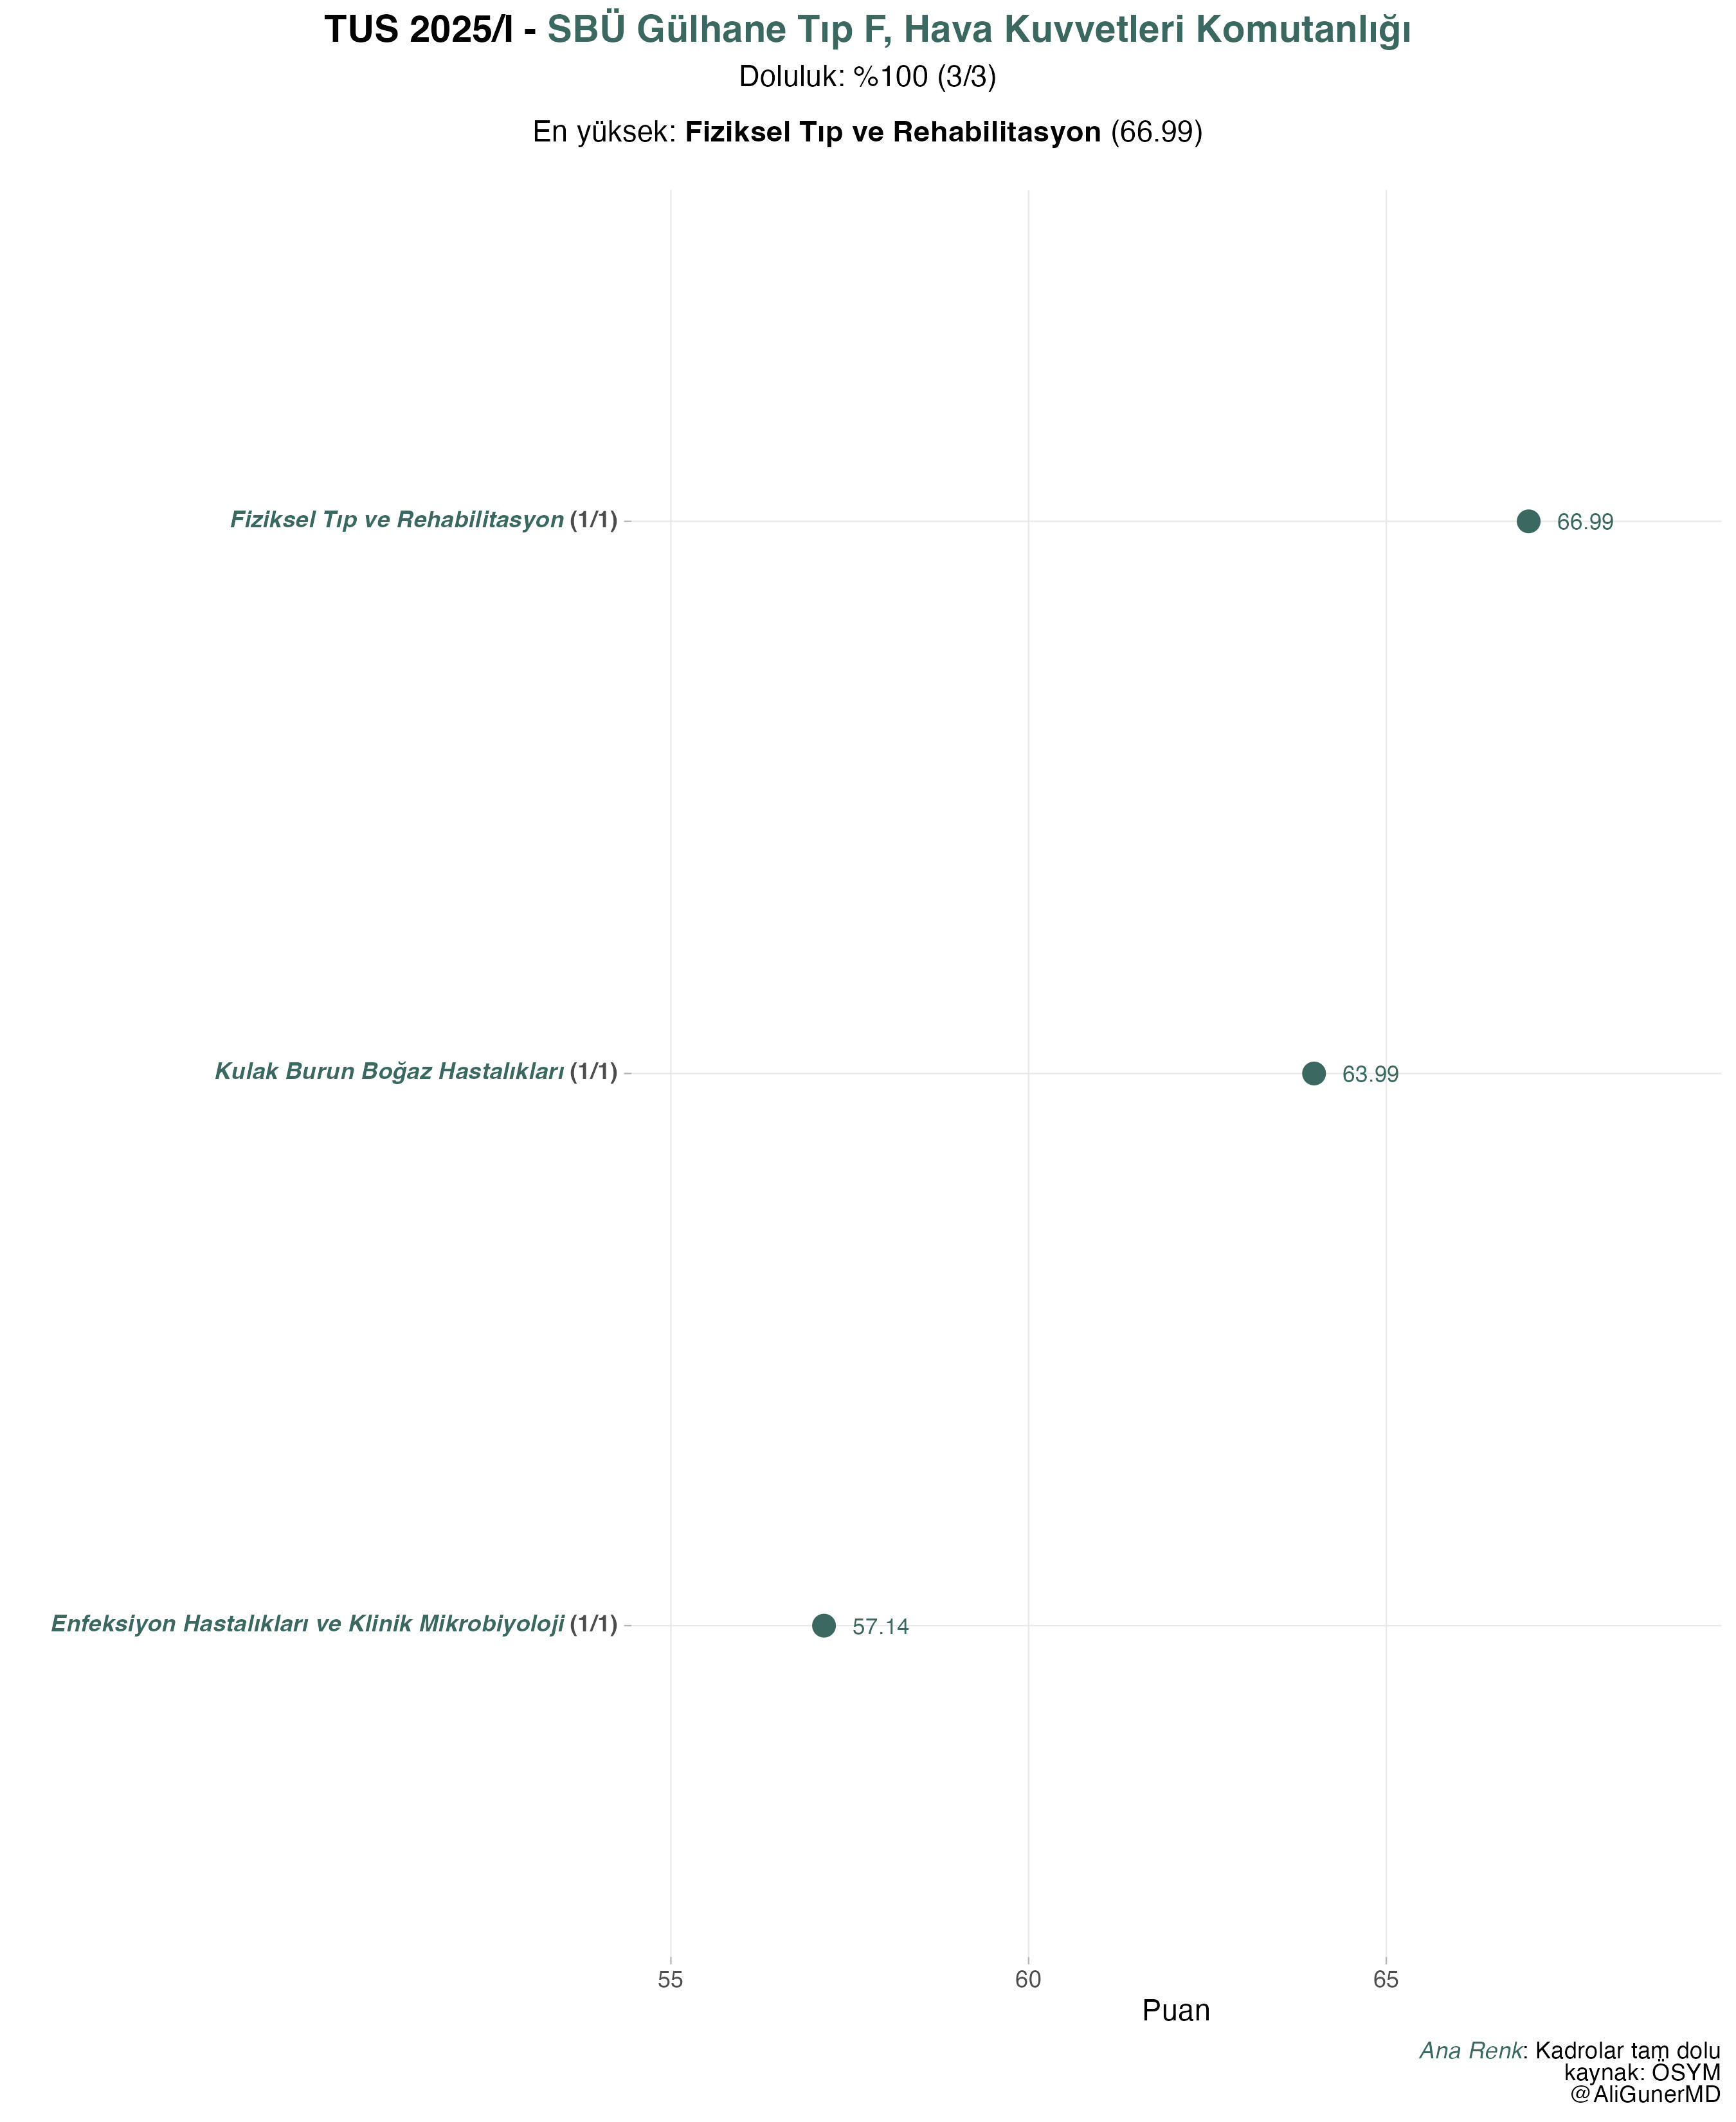 TUS 2025/I - SBÜ Gülhane Tıp F, Hava Kuvvetleri Komutanlığı
Doluluk: %100 (3/3)
En yüksek: Fiziksel Tıp ve Rehabilitasyon (66.99)
Fiziksel Tıp ve Rehabilitasyon (1/1)
66.99
Kulak Burun Boğaz Hastalıkları (1/1)
63.99
Enfeksiyon Hastalıkları ve Klinik Mikrobiyoloji (1/1)
57.14
55 60 65
Puan
Ana Renk: Kadrolar tam dolu
kaynak: ÖSYM
@AliGunerMD